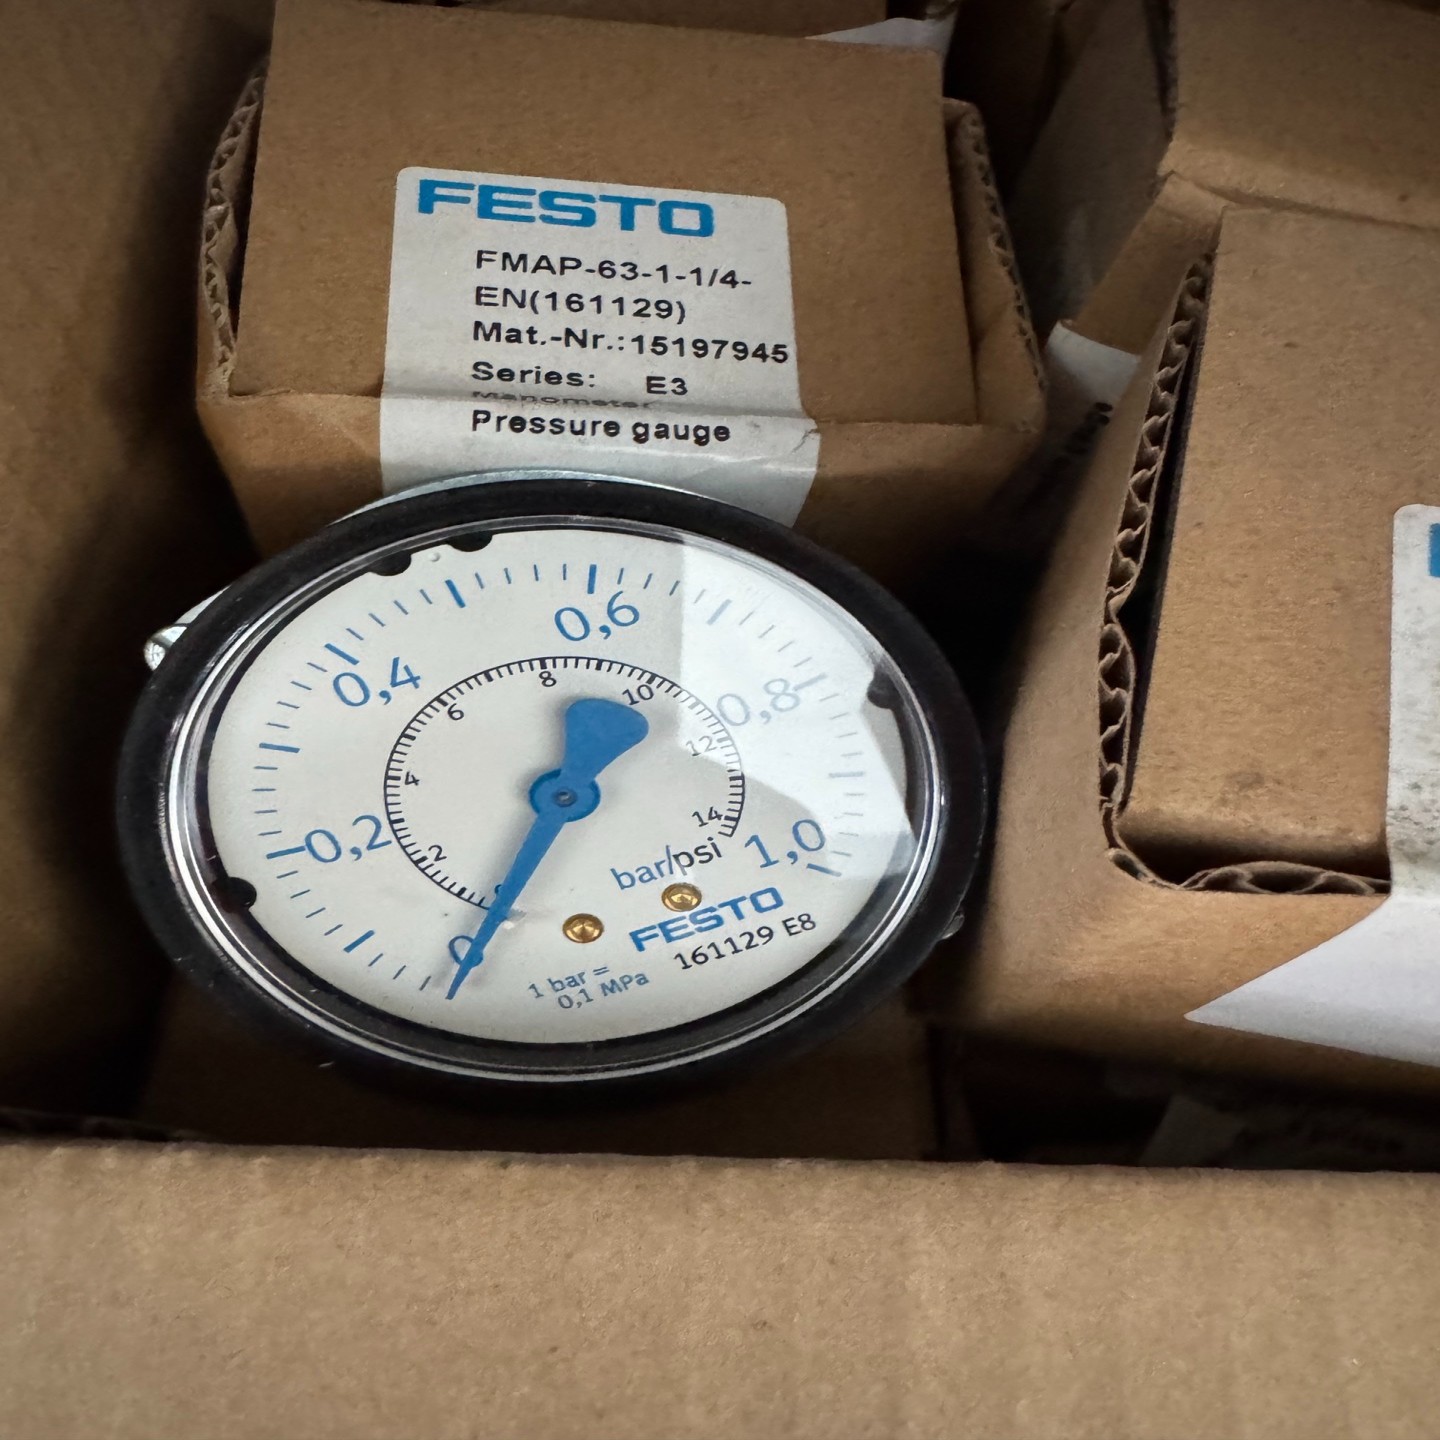 FESTO
FMAP-63-1-1/4-
EN(161129)
Mat.-Nr.:15197945
Series: E3
Manometer
Pressure gauge
0,6
0,4
0,8
8
10
6
12
4
14
0,2
2
1,0
bar/psi
0
0
FESTO
161129 E8
1 bar =
0,1 MPa